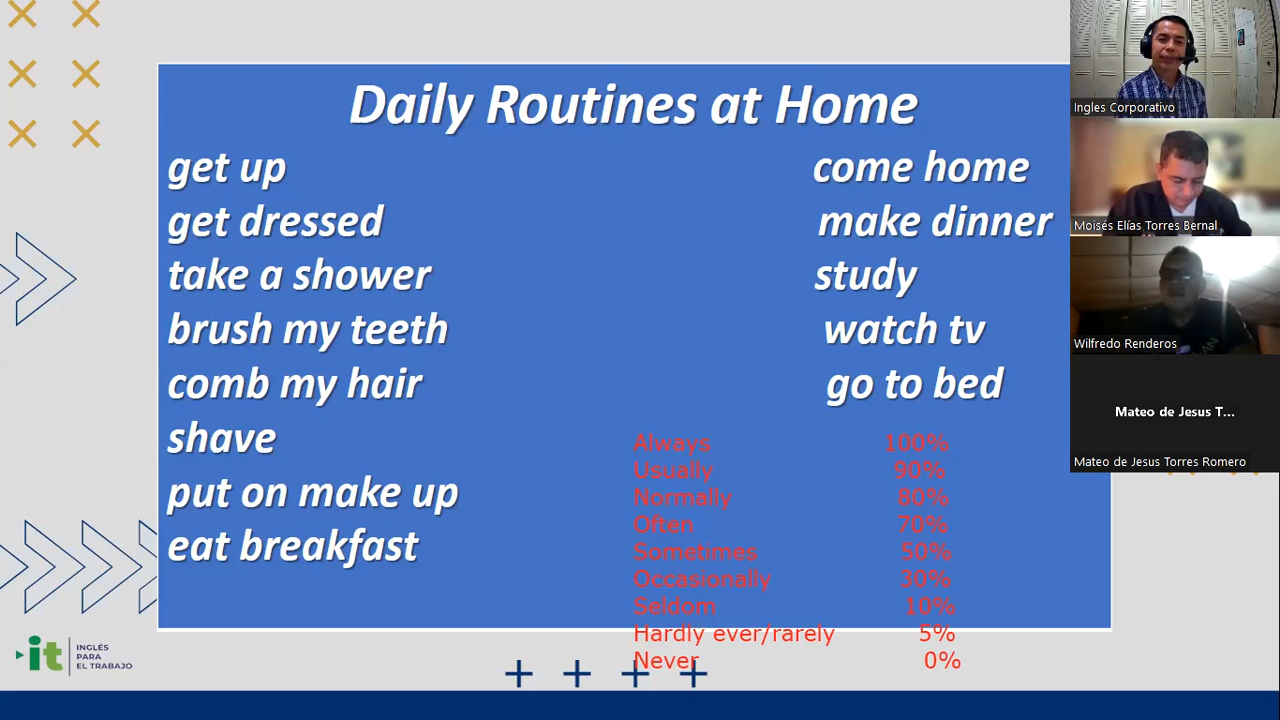 Daily Routines at Home
get up
get dressed
take a shower
brush my teeth
comb my hair
shave
put on make up
eat breakfast
come home
make dinner
study
watch tv
go to bed
Always 100%
Usually 90%
Normally 80%
Often 70%
Sometimes 50%
Occasionally 30%
Seldom 10%
Hardly ever/rarely 5%
Never 0%
it
INGLÉS
PARA
EL TRABAJO
Ingles Corporativo
Moisés Elías Torres Bernal
Wilfredo Renderos
Mateo de Jesus T...
Mateo de Jesus Torres Romero